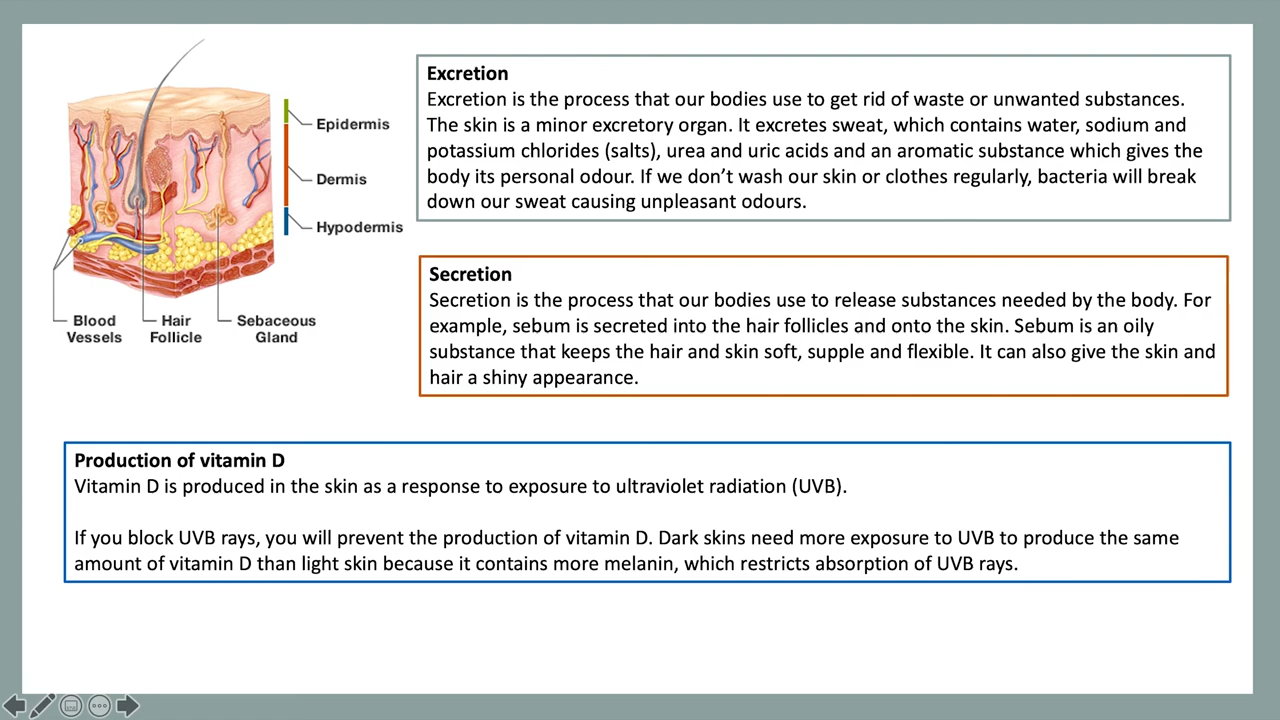 Epidermis
Dermis
Hypodermis
Blood
Vessels
Hair
Follicle
Sebaceous
Gland
Excretion
Excretion is the process that our bodies use to get rid of waste or unwanted substances.
The skin is a minor excretory organ. It excretes sweat, which contains water, sodium and
potassium chlorides (salts), urea and uric acids and an aromatic substance which gives the
body its personal odour. If we don’t wash our skin or clothes regularly, bacteria will break
down our sweat causing unpleasant odours.
Secretion
Secretion is the process that our bodies use to release substances needed by the body. For
example, sebum is secreted into the hair follicles and onto the skin. Sebum is an oily
substance that keeps the hair and skin soft, supple and flexible. It can also give the skin and
hair a shiny appearance.
Production of vitamin D
Vitamin D is produced in the skin as a response to exposure to ultraviolet radiation (UVB).
If you block UVB rays, you will prevent the production of vitamin D. Dark skins need more exposure to UVB to produce the same
amount of vitamin D than light skin because it contains more melanin, which restricts absorption of UVB rays.